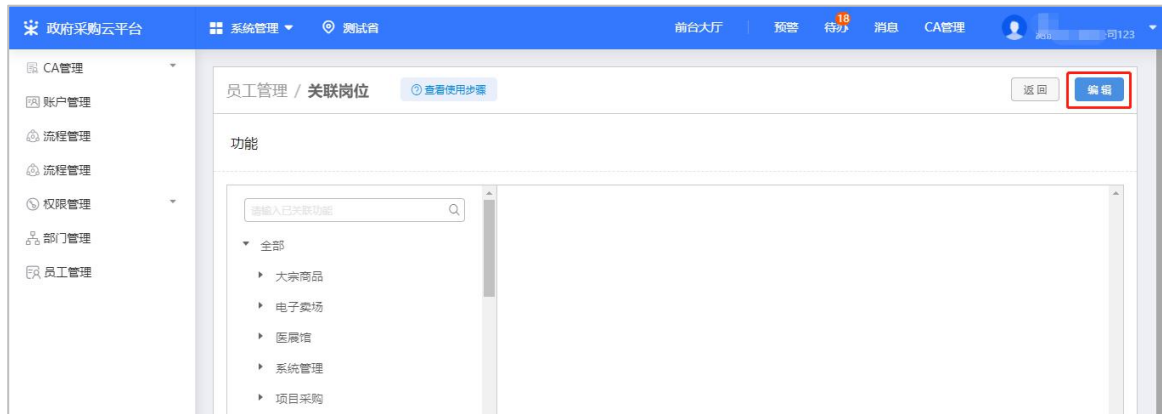 政府采购云平台
系统管理
测试省
前台大厅
预警
待办
18
消息
CA管理
司123
CA管理
账户管理
流程管理
流程管理
权限管理
部门管理
员工管理
员工管理 / 关联岗位
查看使用步骤
返回
编辑
功能
请输入已关联功能
全部
大宗商品
电子卖场
医展馆
系统管理
项目采购